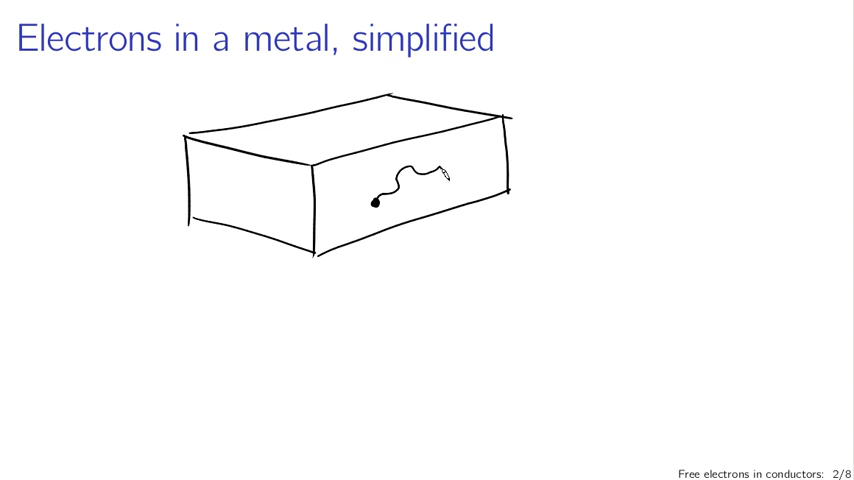 Electrons in a metal, simplified
Free electrons in conductors: 2/8